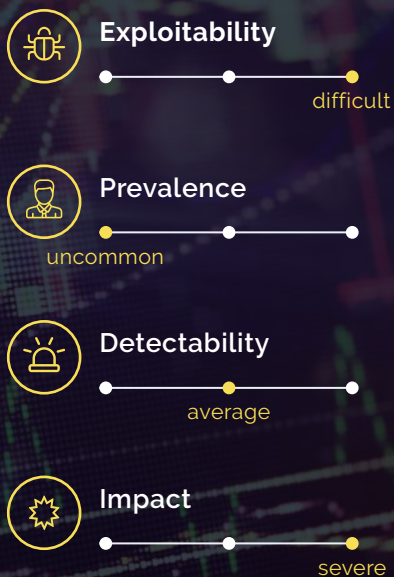 Exploitability
difficult
Prevalence
uncommon
Detectability
average
Impact
severe